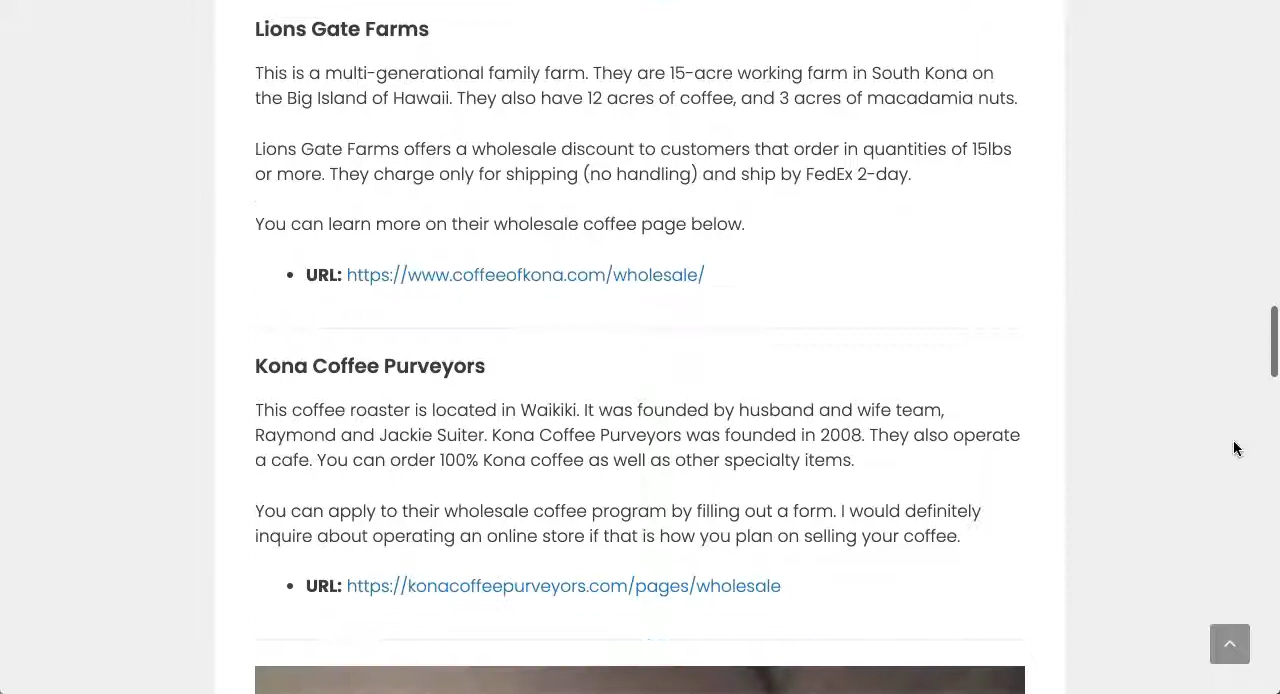 Lions Gate Farms
This is a multi-generational family farm. They are 15-acre working farm in South Kona on
the Big Island of Hawaii. They also have 12 acres of coffee, and 3 acres of macadamia nuts.
Lions Gate Farms offers a wholesale discount to customers that order in quantities of 15lbs
or more. They charge only for shipping (no handling) and ship by FedEx 2-day.
You can learn more on their wholesale coffee page below.
• URL: https://www.coffeeofkona.com/wholesale/
Kona Coffee Purveyors
This coffee roaster is located in Waikiki. It was founded by husband and wife team,
Raymond and Jackie Suiter. Kona Coffee Purveyors was founded in 2008. They also operate
a cafe. You can order 100% Kona coffee as well as other specialty items.
You can apply to their wholesale coffee program by filling out a form. I would definitely
inquire about operating an online store if that is how you plan on selling your coffee.
• URL: https://konacoffeepurveyors.com/pages/wholesale